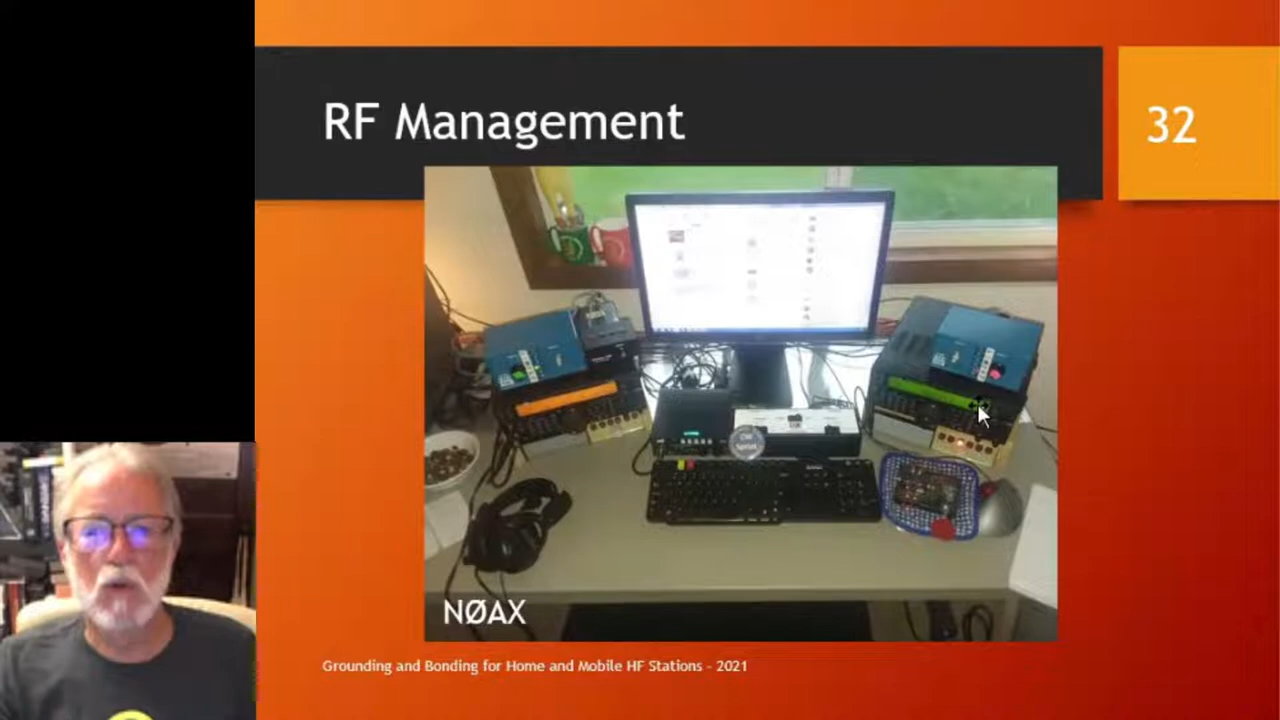 RF Management
32
NØAX
Grounding and Bonding for Home and Mobile HF Stations - 2021